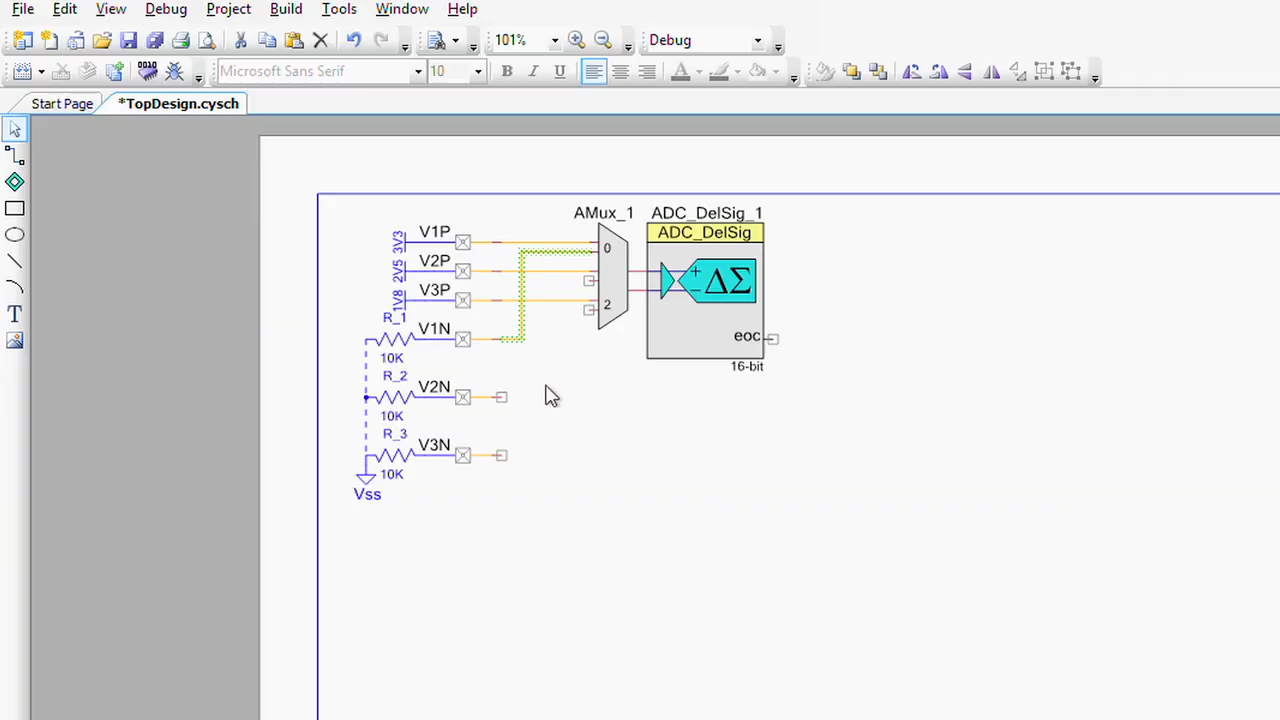 File Edit View Debug Project Build Tools Window Help
101% Debug
Microsoft Sans Serif 10 B I U A
Start Page *TopDesign.cysch
T
AMux_1 ADC_DelSig_1
ADC_DelSig
3V3 V1P
0
2V5 V2P
+ ΔΣ
−
1V8 V3P
2
R_1
V1N
eoc
10K
16-bit
R_2
V2N
10K
R_3
V3N
10K
Vss